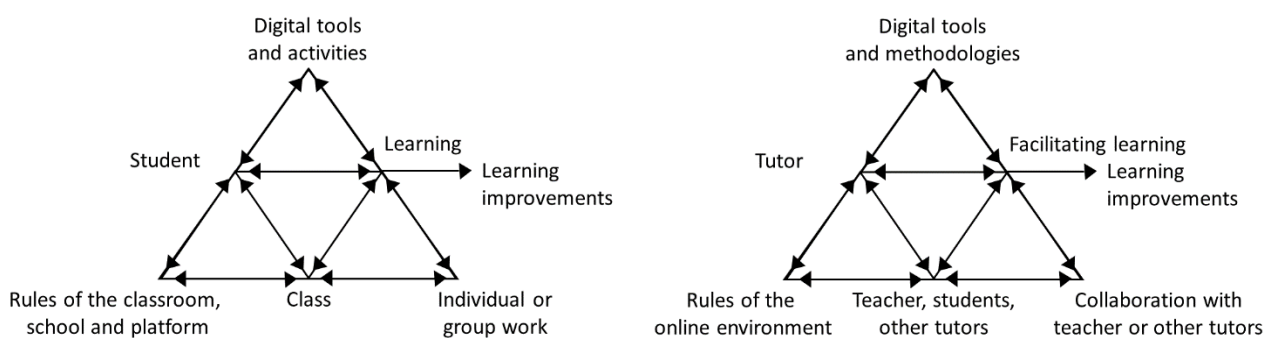 Digital tools
and activities
Student
Learning
Learning
improvements
Rules of the classroom,
school and platform
Class
Individual or
group work
Digital tools
and methodologies
Tutor
Facilitating learning
Learning
improvements
Rules of the
online environment
Teacher, students,
other tutors
Collaboration with
teacher or other tutors